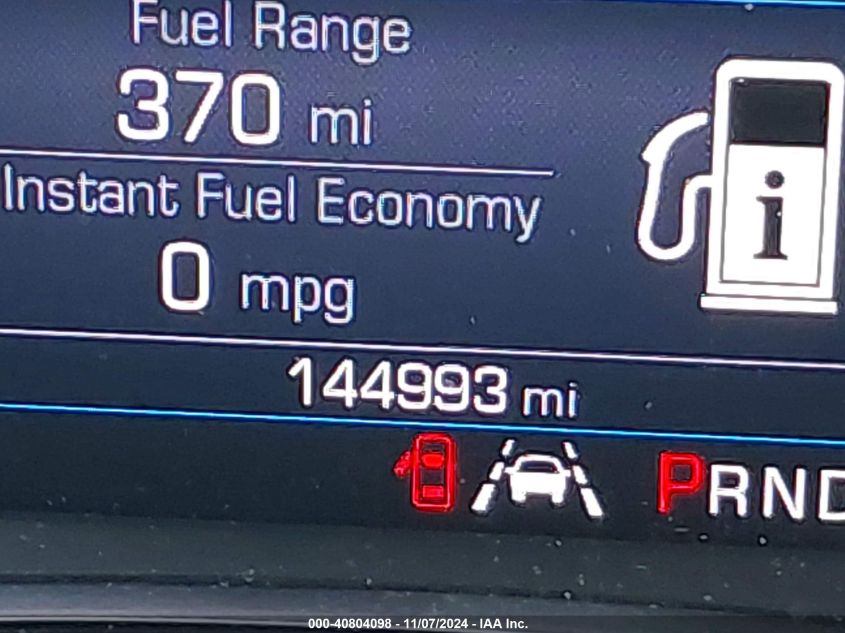 Fuel Range
370 mi
Instant Fuel Economy
0 mpg
i
144993 mi
PRND
000-40804098 - 11/07/2024 - IAA Inc.